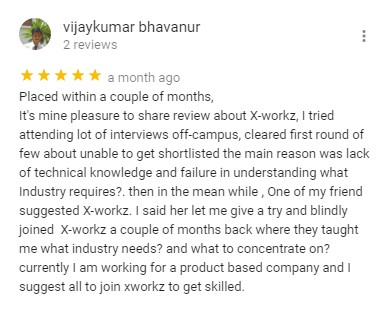 vijaykumar bhavanur
2 reviews
a month ago
Placed within a couple of months,
It's mine pleasure to share review about X-workz, I tried
attending lot of interviews off-campus, cleared first round of
few about unable to get shortlisted the main reason was lack
of technical knowledge and failure in understanding what
Industry requires?. then in the mean while , One of my friend
suggested X-workz. I said her let me give a try and blindly
joined  X-workz a couple of months back where they taught
me what industry needs? and what to concentrate on?
currently I am working for a product based company and I
suggest all to join xworkz to get skilled.